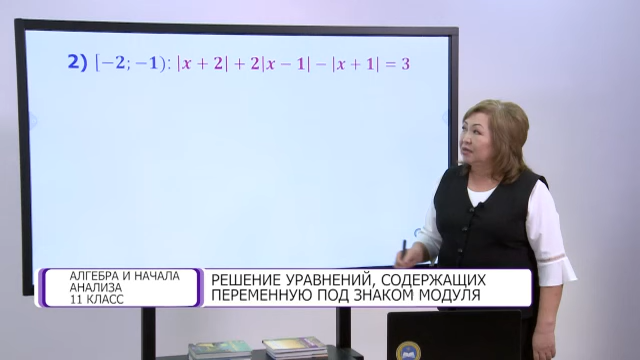 2) [−2; −1): |x + 2| + 2|x − 1| − |x + 1| = 3
АЛГЕБРА И НАЧАЛА
АНАЛИЗА
11 КЛАСС
РЕШЕНИЕ УРАВНЕНИЙ, СОДЕРЖАЩИХ
ПЕРЕМЕННУЮ ПОД ЗНАКОМ МОДУЛЯ